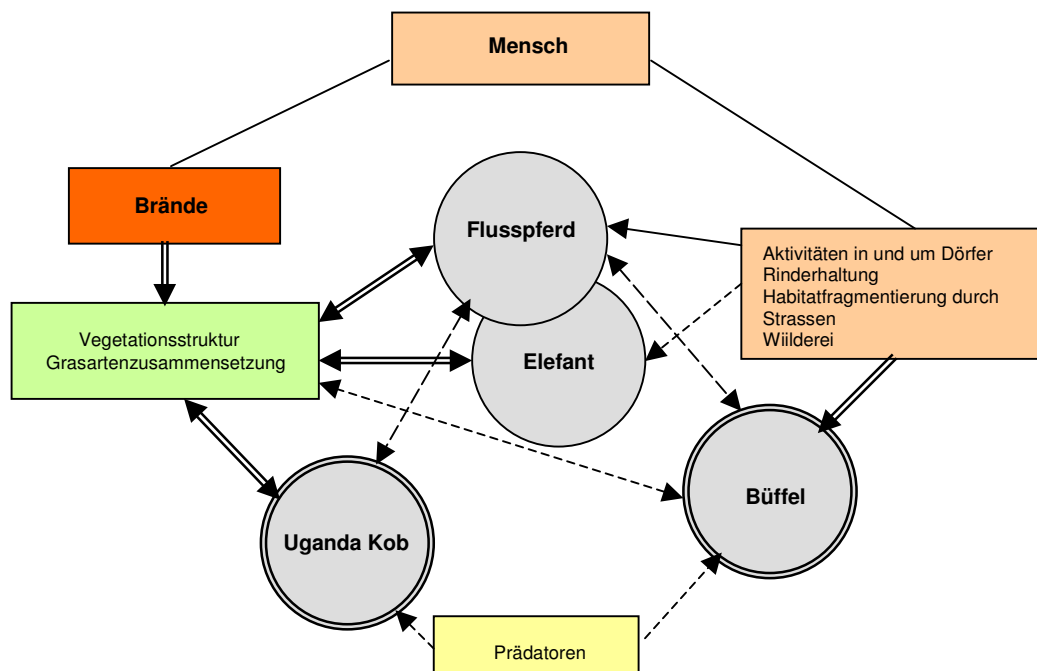 Mensch
Brände
Flusspferd
Aktivitäten in und um Dörfer
Rinderhaltung
Habitatfragmentierung durch
Strassen
Wiilderei
Vegetationsstruktur
Grasartenzusammensetzung
Elefant
Büffel
Uganda Kob
Prädatoren